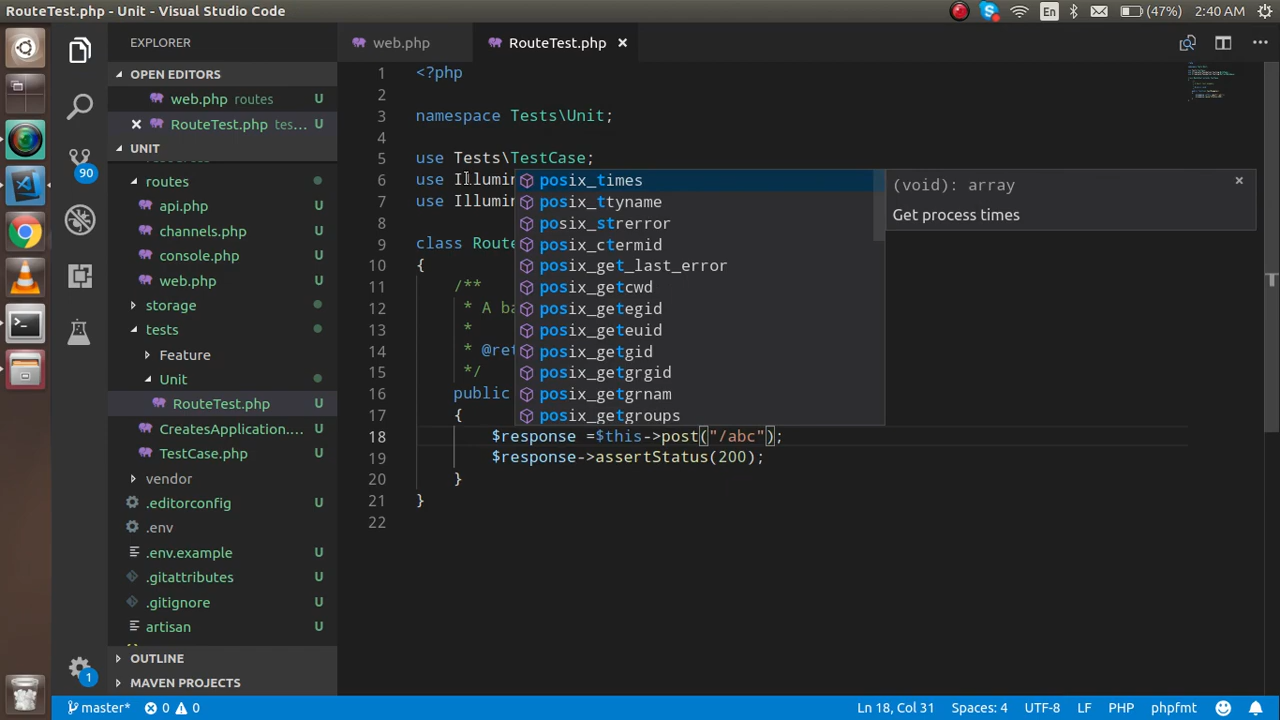 RouteTest.php - Unit - Visual Studio Code
En
(47%)
2:40 AM
EXPLORER
OPEN EDITORS
web.php routes U
RouteTest.php tes... U
UNIT
routes
api.php U
channels.php U
console.php U
web.php U
storage
tests
Feature
Unit
RouteTest.php U
CreatesApplication.... U
TestCase.php U
vendor
.editorconfig U
.env
.env.example U
.gitattributes U
.gitignore U
artisan U
OUTLINE
MAVEN PROJECTS
90
1
web.php
RouteTest.php ×
1 <?php
2
3 namespace Tests\Unit;
4
5 use Tests\TestCase;
6 use Illumin
7 use Illumin
8
9 class Route
10 {
11 /**
12 * A ba
13 *
14 * @ret
15 */
16 public
17 {
18 $response =$this->post("/abc");
19 $response->assertStatus(200);
20 }
21 }
22
posix_times
posix_ttyname
posix_strerror
posix_ctermid
posix_get_last_error
posix_getcwd
posix_getegid
posix_geteuid
posix_getgid
posix_getgrgid
posix_getgrnam
posix_getgroups
(void): array ×
Get process times
master* 0 0
Ln 18, Col 31 Spaces: 4 UTF-8 LF PHP phpfmt